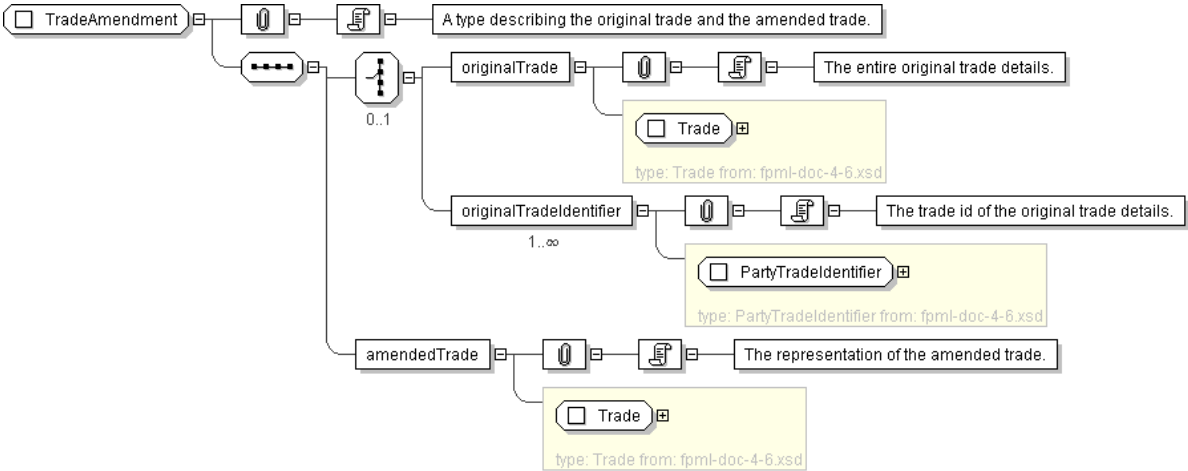 TradeAmendment
A type describing the original trade and the amended trade.
0..1
originalTrade
The entire original trade details.
Trade
type: Trade from: fpml-doc-4-6.xsd
originalTradeIdentifier
The trade id of the original trade details.
1..∞
PartyTradeIdentifier
type: PartyTradeIdentifier from: fpml-doc-4-6.xsd
amendedTrade
The representation of the amended trade.
Trade
type: Trade from: fpml-doc-4-6.xsd